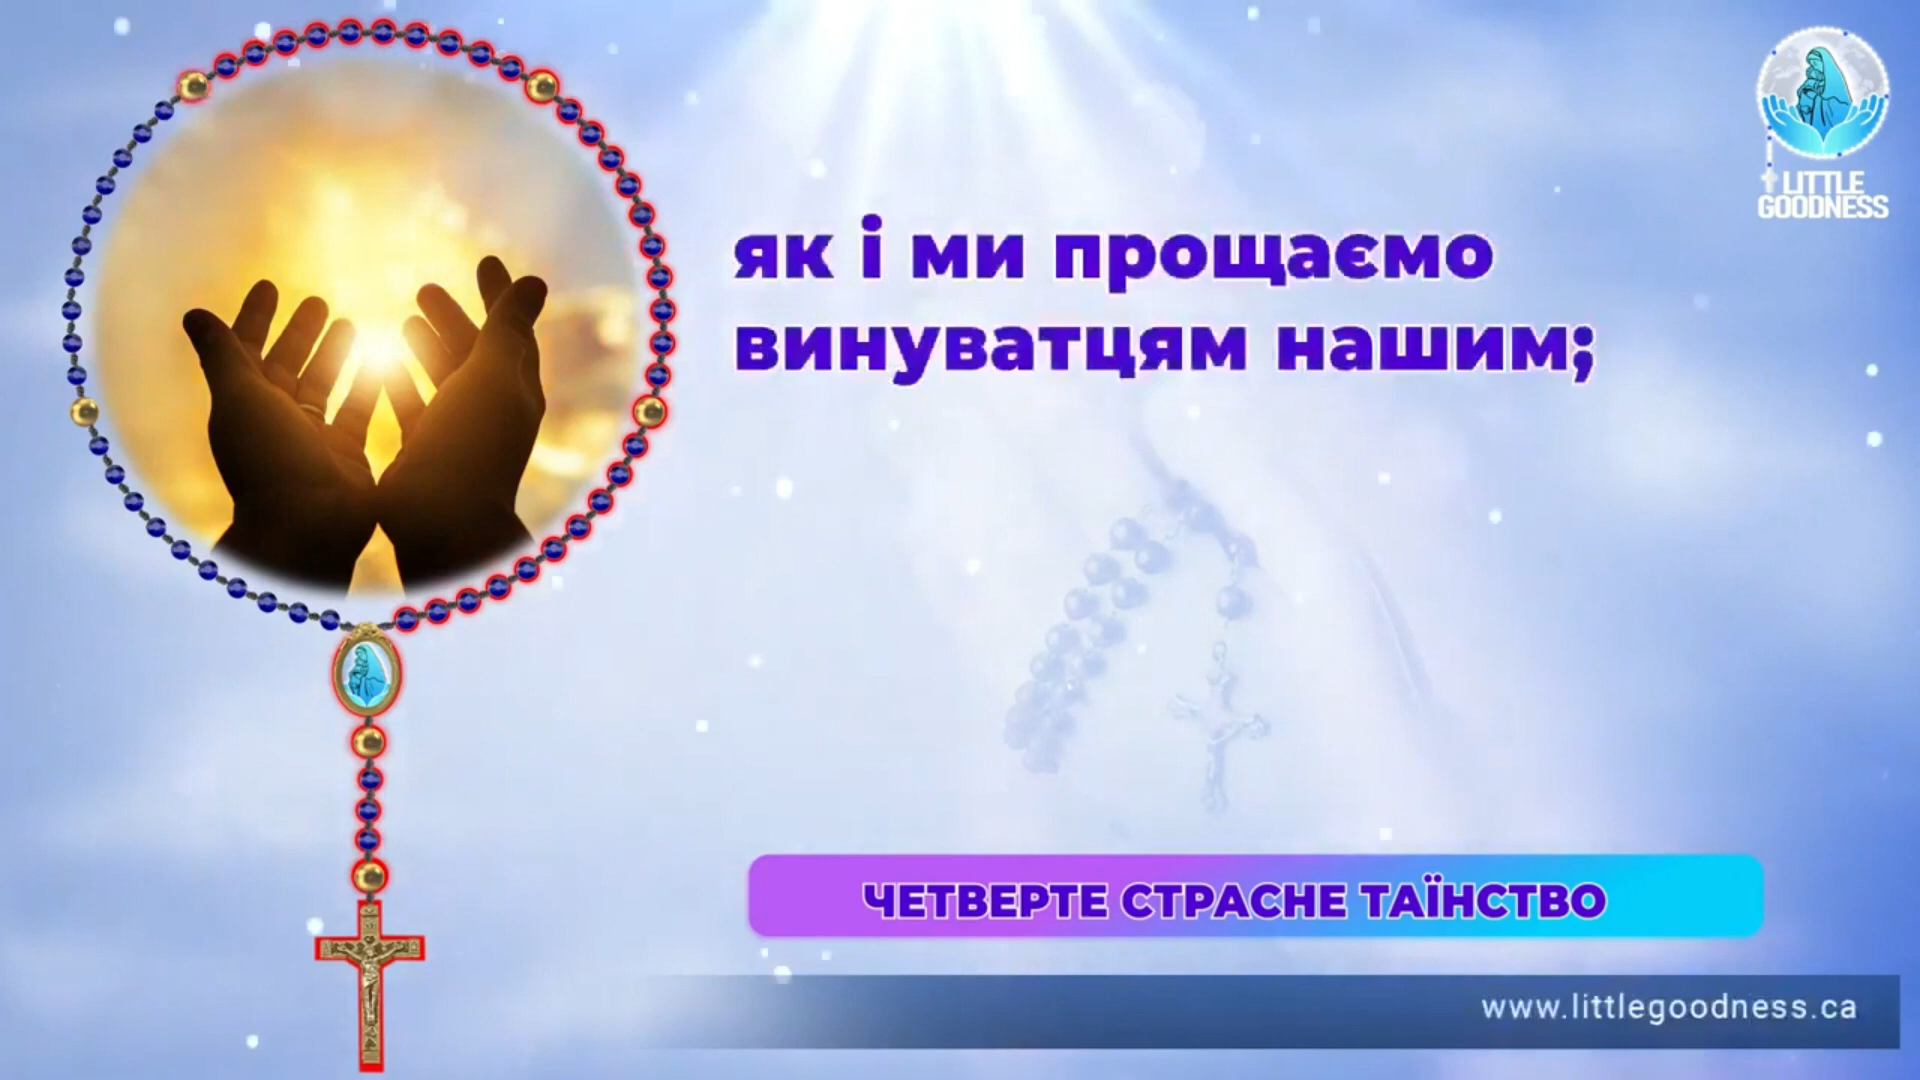 LITTLE
GOODNESS
як і ми прощаємо
винуватцям нашим;
ЧЕТВЕРТЕ СТРАСНЕ ТАЇНСТВО
www.littlegoodness.ca